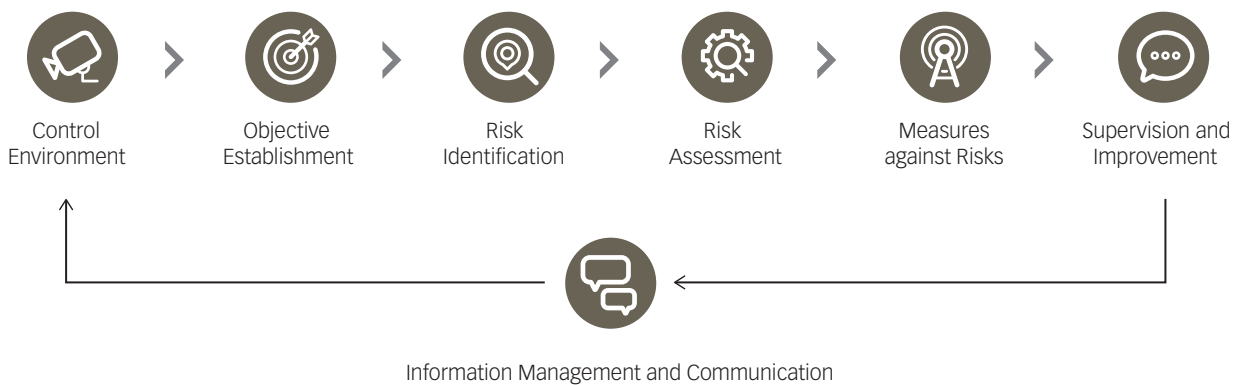 Control
Environment
Objective
Establishment
Risk
Identification
Risk
Assessment
Measures
against Risks
Supervision and
Improvement
Information Management and Communication